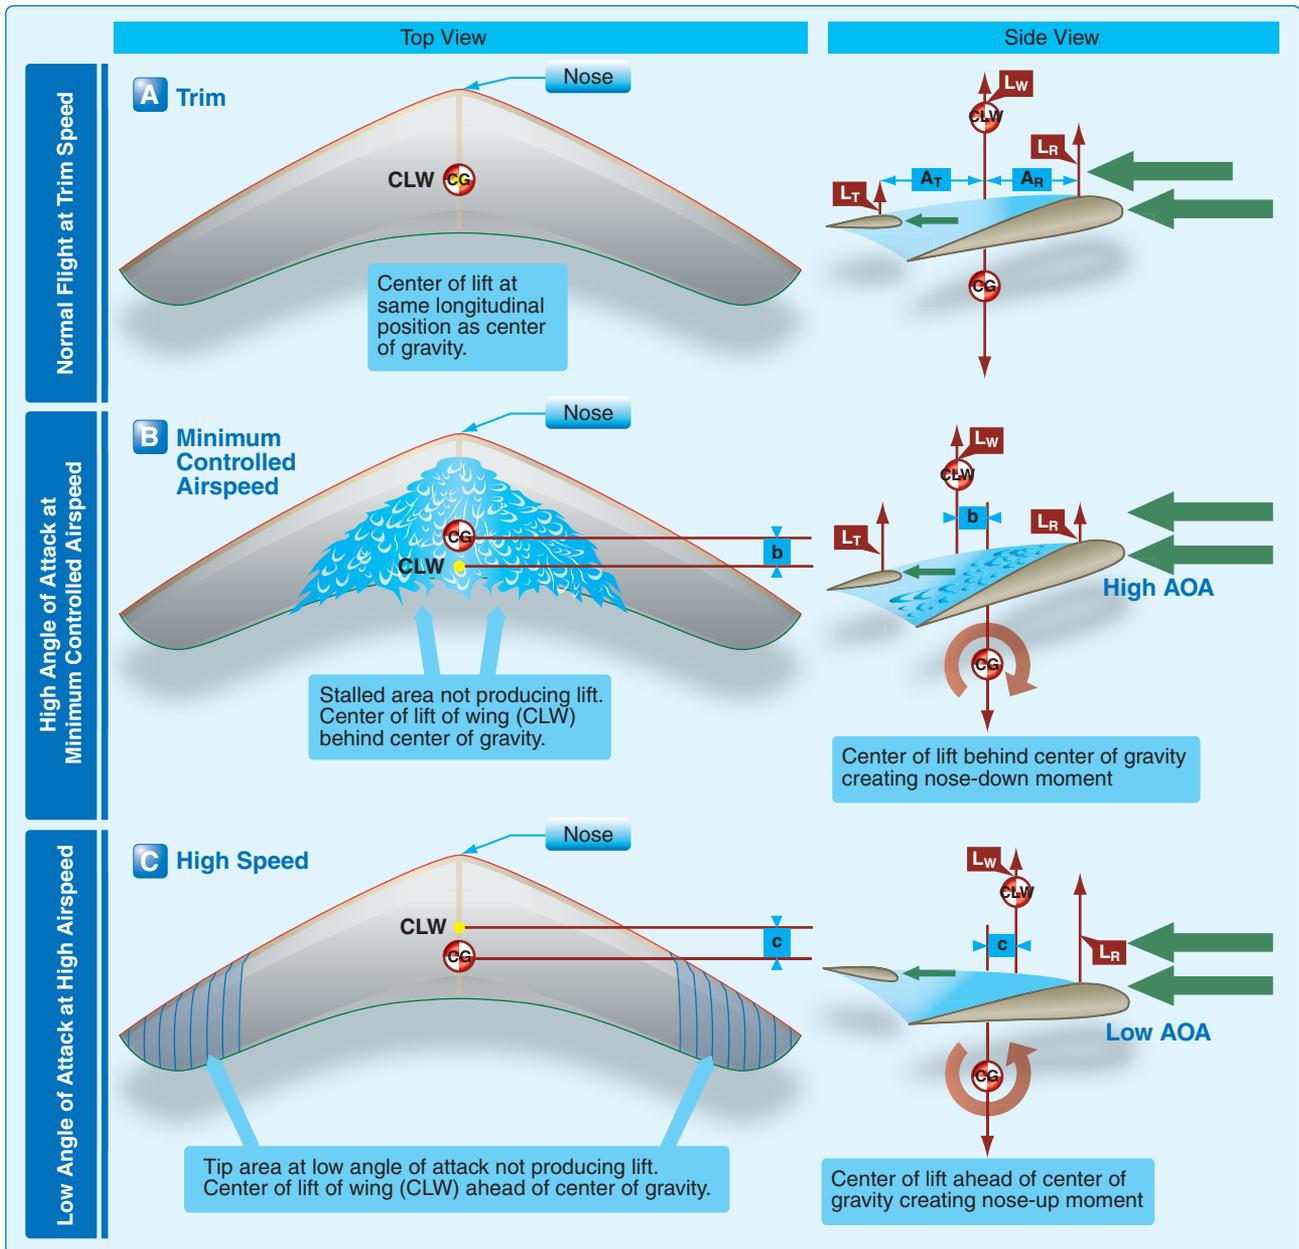 Top View
Side View
Normal Flight at Trim Speed
A Trim
Nose
CLW CG
Center of lift at
same longitudinal
position as center
of gravity.
LW
CLW
LR
AT
AR
LT
CG
High Angle of Attack at
Minimum Controlled Airspeed
B Minimum
Controlled
Airspeed
Nose
CG
CLW
b
Stalled area not producing lift.
Center of lift of wing (CLW)
behind center of gravity.
LW
CLW
b
LR
LT
High AOA
CG
Center of lift behind center of gravity
creating nose-down moment
Low Angle of Attack at High Airspeed
C High Speed
Nose
CLW
CG
c
Tip area at low angle of attack not producing lift.
Center of lift of wing (CLW) ahead of center of gravity.
LW
CLW
c
LR
Low AOA
CG
Center of lift ahead of center of
gravity creating nose-up moment